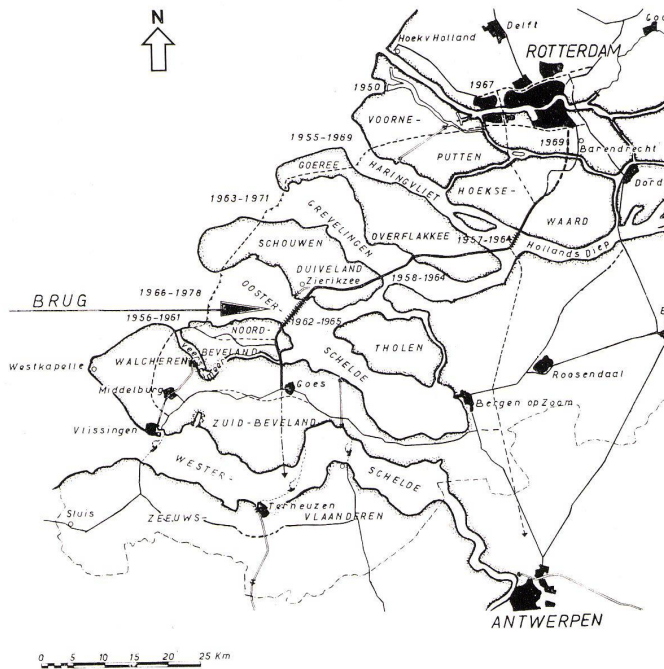 N
Delft
Hoek v Holland
ROTTERDAM
1950
1967
VOORNE-
1969
Barendrecht
PUTTEN
1955-1969
GOEREE
HARINGVLIET
HOEKSE-
Dord
1963-1971
GREVELINGEN
WAARD
OVERFLAKKEE
1957-1964
SCHOUWEN
Hollands Diep
DUIVELAND
Zierikzee
1958-1964
OOSTER-
BRUG
1966-1978
1956-1961
1962-1965
NOORD-
BEVELAND
THOLEN
Westkapelle
WALCHEREN
SCHELDE
Roosendaal
Middelburg
Goes
Bergen op Zoom
Vlissingen
ZUID-BEVELAND
WESTER-
SCHELDE
Sluis
Terneuzen
ZEEUWS-
VLAANDEREN
ANTWERPEN
0 5 10 15 20 25 Km